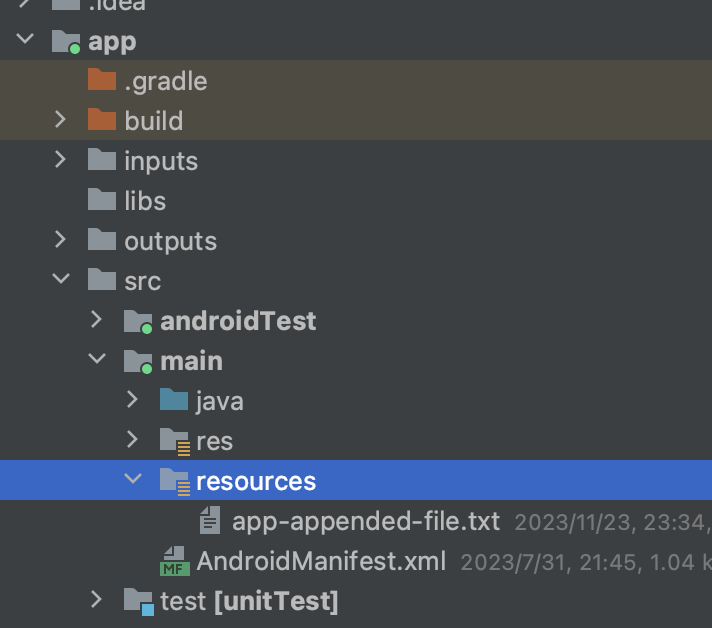 .idea
app
.gradle
build
inputs
libs
outputs
src
androidTest
main
java
res
resources
app-appended-file.txt 2023/11/23, 23:34,
MF AndroidManifest.xml 2023/7/31, 21:45, 1.04 k
test [unitTest]